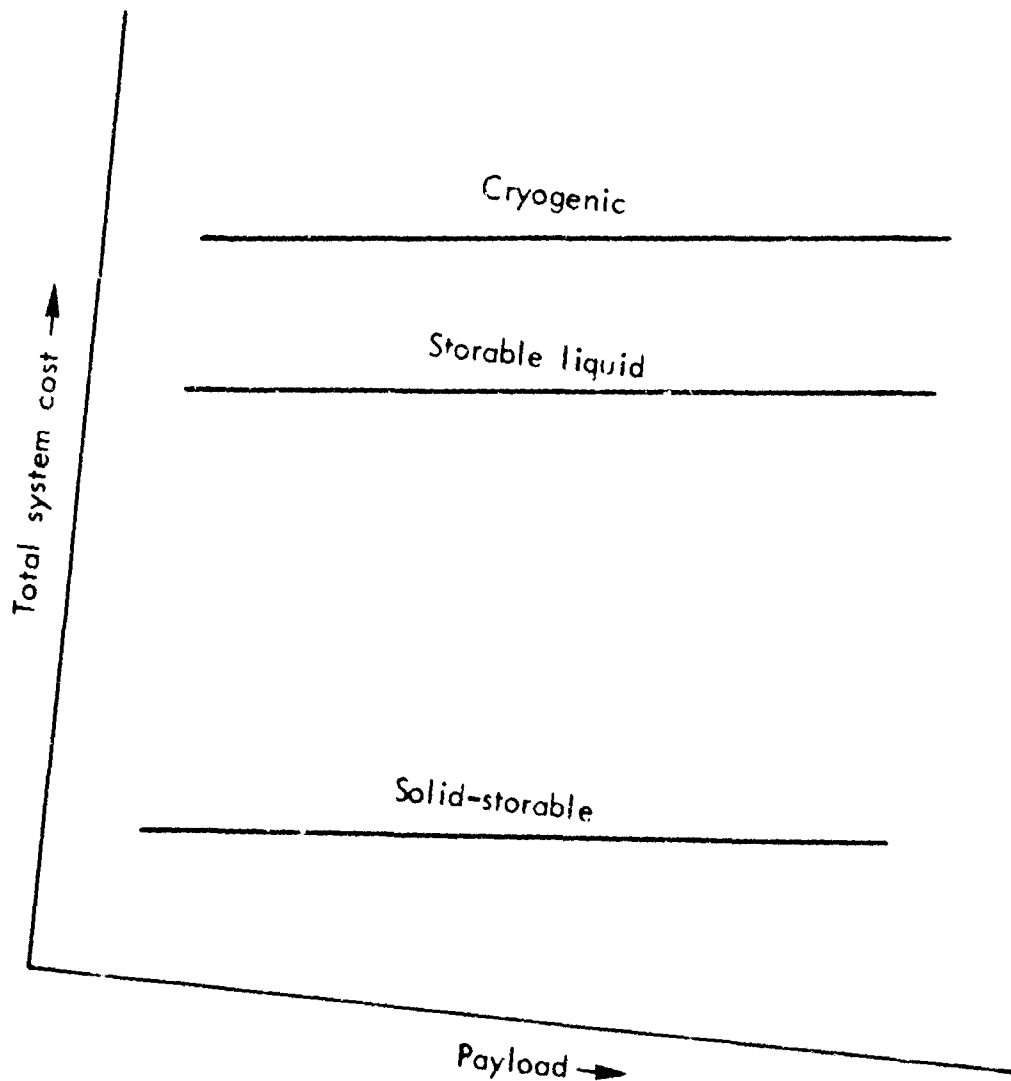 Cryogenic
Storable liquid
Total system cost
Solid-storable
Payload